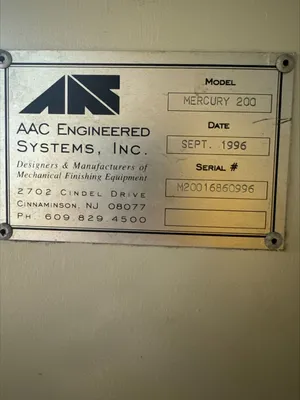 AAC
AAC ENGINEERED
SYSTEMS, INC.
Designers & Manufacturers of
Mechanical Finishing Equipment
2702 CINDEL DRIVE
CINNAMINSON, NJ 08077
PH. 609.829.4500
MODEL
MERCURY 200
DATE
SEPT. 1996
SERIAL #
M20016860996